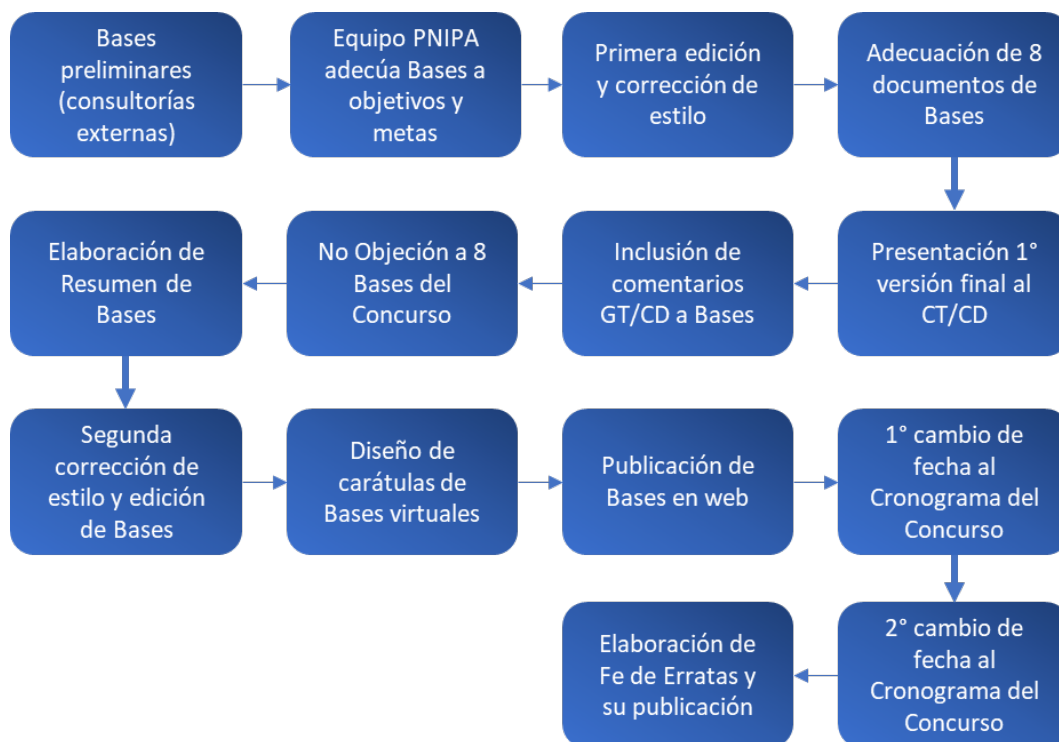 Bases
preliminares
(consultorías
externas)
Equipo PNIPA
adecúa Bases a
objetivos y
metas
Primera edición
y corrección de
estilo
Adecuación de 8
documentos de
Bases
Presentación 1°
versión final al
CT/CD
Inclusión de
comentarios
GT/CD a Bases
No Objeción a 8
Bases del
Concurso
Elaboración de
Resumen de
Bases
Segunda
corrección de
estilo y edición
de Bases
Diseño de
carátulas de
Bases virtuales
Publicación de
Bases en web
1° cambio de
fecha al
Cronograma del
Concurso
2° cambio de
fecha al
Cronograma del
Concurso
Elaboración de
Fe de Erratas y
su publicación